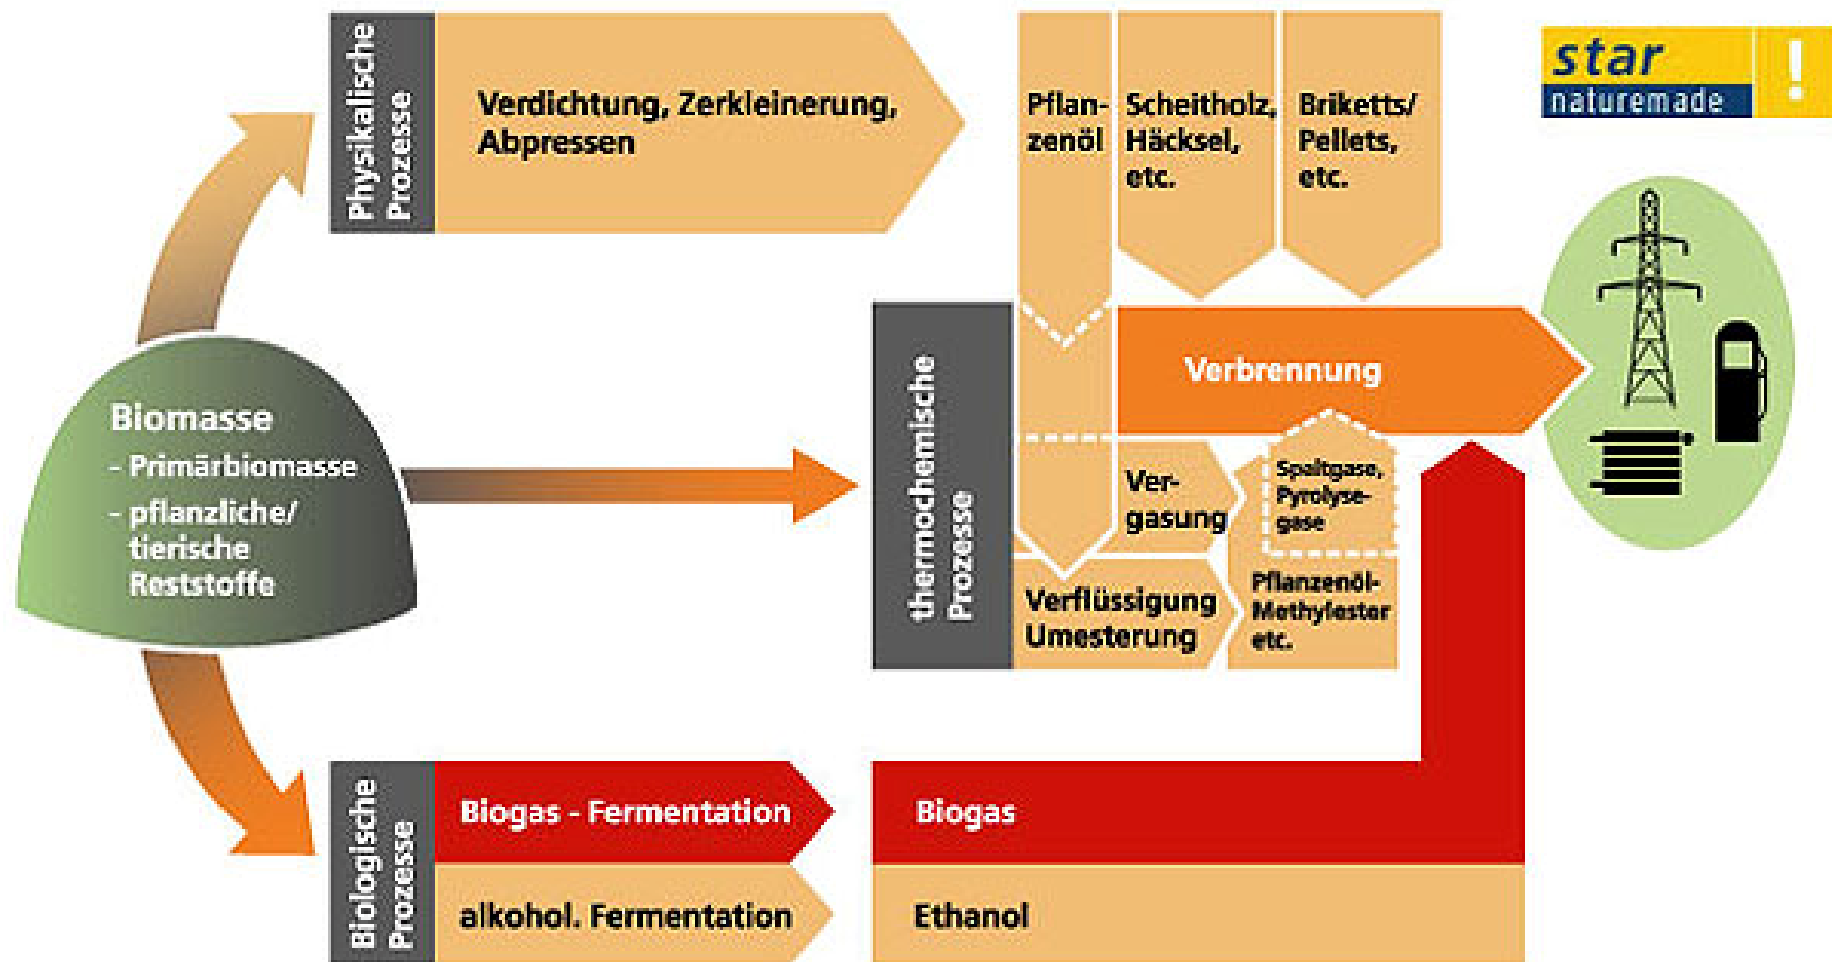 Physikalische
Prozesse
Verdichtung, Zerkleinerung,
Abpressen
Pflan-
zenöl
Scheitholz,
Häcksel,
etc.
Briketts/
Pellets,
etc.
star
naturemade
!
Biomasse
- Primärbiomasse
- pflanzliche/
tierische
Reststoffe
thermochemische
Prozesse
Verbrennung
Ver-
gasung
Spaltgase,
Pyrolyse-
gase
Verflüssigung
Umesterung
Pflanzenöl-
Methylester
etc.
Biologische
Prozesse
Biogas - Fermentation
Biogas
alkohol. Fermentation
Ethanol